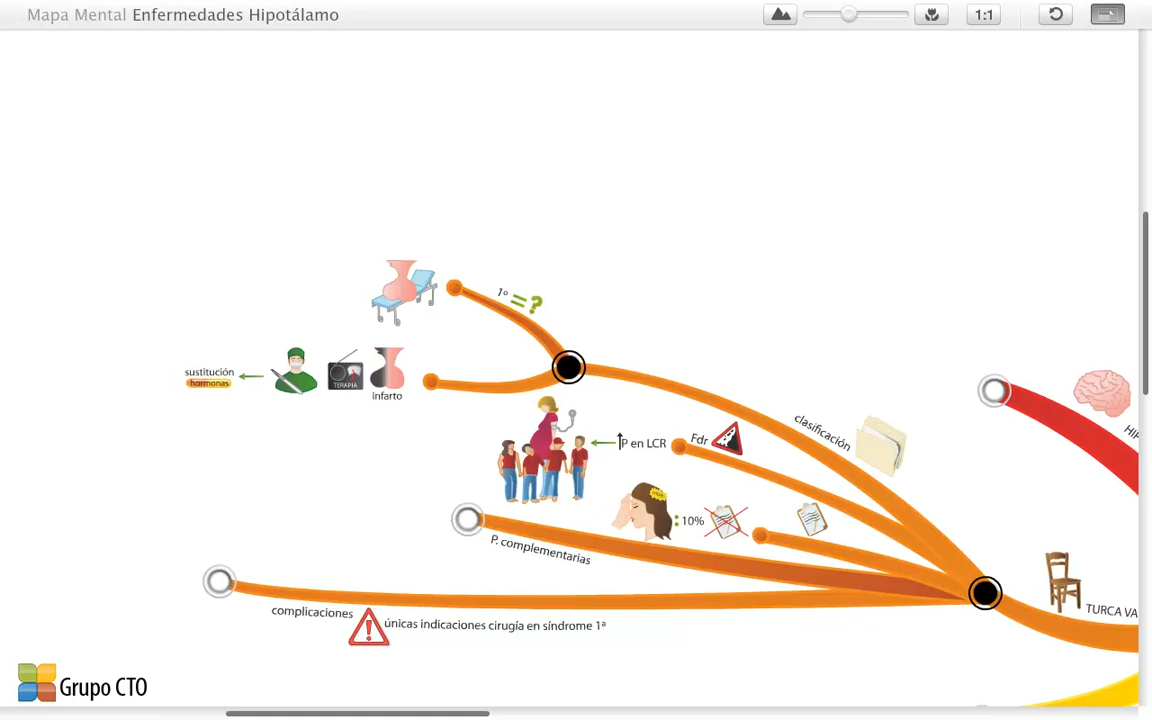 Mapa Mental Enfermedades Hipotálamo
1:1
1º = ?
sustitución
hormonas
TERAPIA
infarto
clasificación
P en LCR
Fdr
: 10%
P. complementarias
complicaciones
únicas indicaciones cirugía en síndrome 1ª
TURCA VA
HIP
Grupo CTO